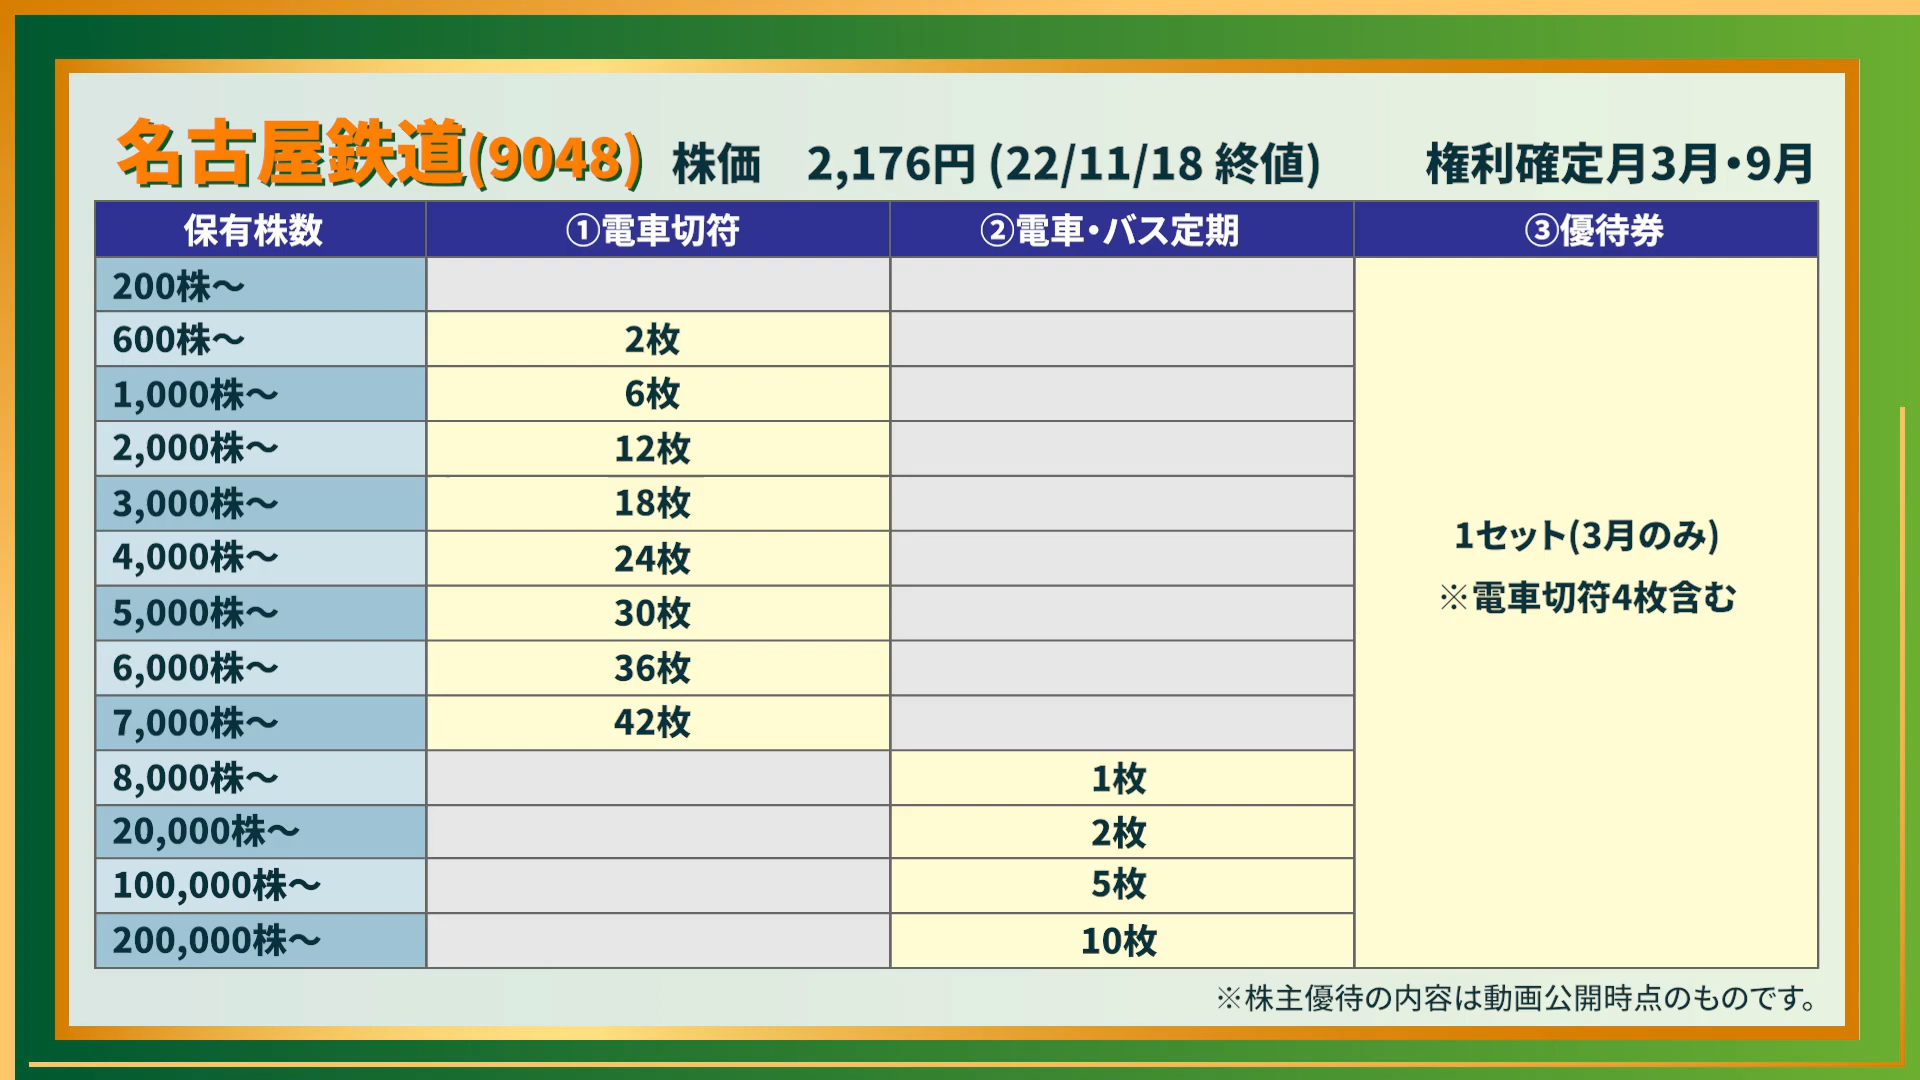 名古屋鉄道(9048) 株価 2,176円 (22/11/18 終値) 権利確定月3月・9月
保有株数 ①電車切符 ②電車・バス定期 ③優待券
200株～
600株～ 2枚
1,000株～ 6枚
2,000株～ 12枚
3,000株～ 18枚
1セット(3月のみ)
4,000株～ 24枚
※電車切符4枚含む
5,000株～ 30枚
6,000株～ 36枚
7,000株～ 42枚
8,000株～ 1枚
20,000株～ 2枚
100,000株～ 5枚
200,000株～ 10枚
※株主優待の内容は動画公開時点のものです。